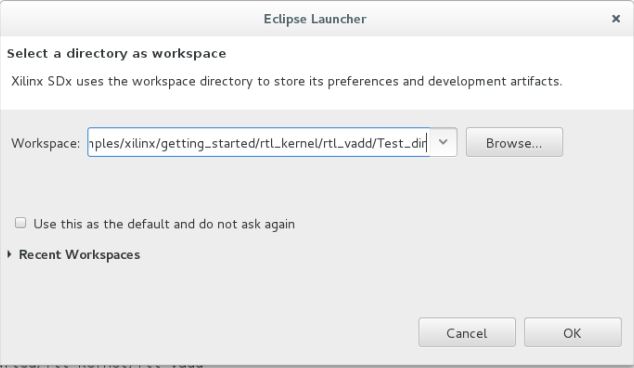 Eclipse Launcher
Select a directory as workspace
Xilinx SDx uses the workspace directory to store its preferences and development artifacts.
Workspace: nples/xilinx/getting_started/rtl_kernel/rtl_vadd/Test_dir Browse...
Use this as the default and do not ask again
Recent Workspaces
Cancel OK